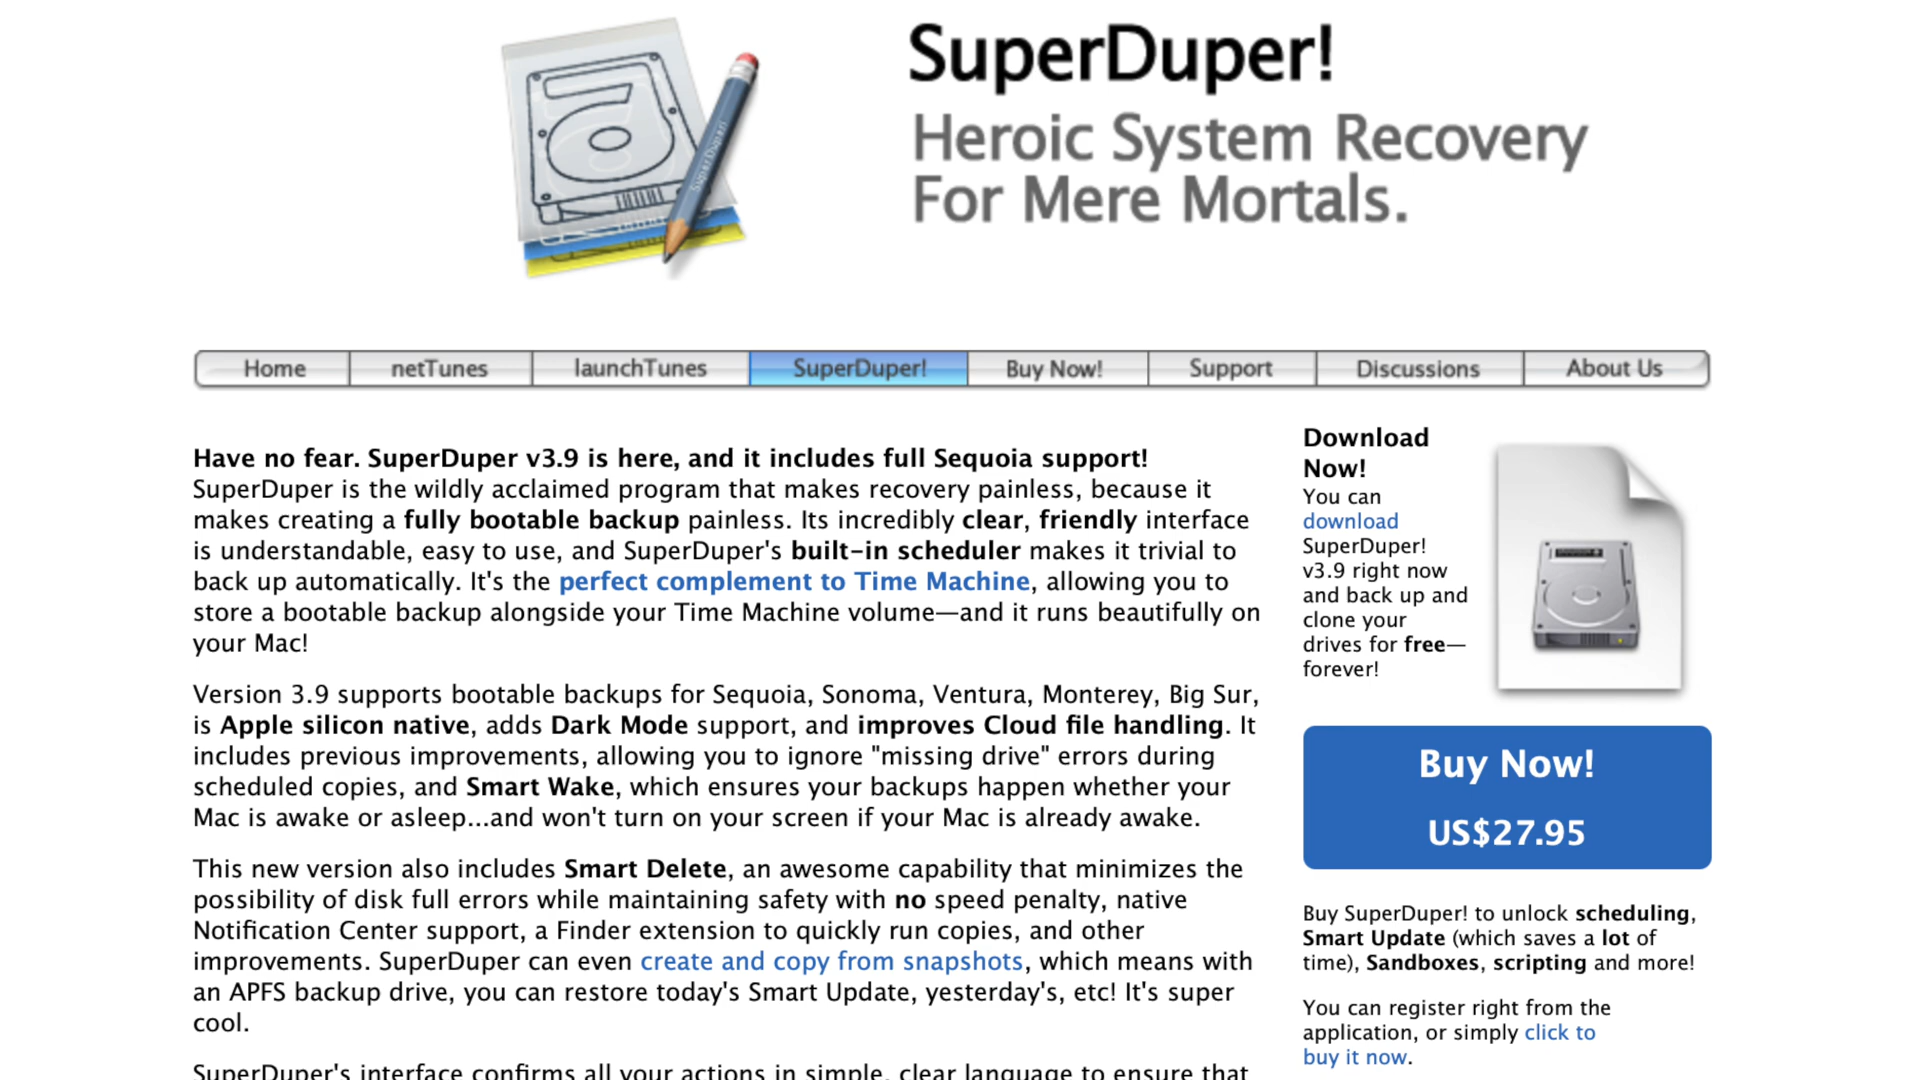 SuperDuper!
Heroic System Recovery
For Mere Mortals.
SuperDuper!
Home
netTunes
launchTunes
SuperDuper!
Buy Now!
Support
Discussions
About Us
Have no fear. SuperDuper v3.9 is here, and it includes full Sequoia support!
SuperDuper is the wildly acclaimed program that makes recovery painless, because it
makes creating a fully bootable backup painless. Its incredibly clear, friendly interface
is understandable, easy to use, and SuperDuper's built-in scheduler makes it trivial to
back up automatically. It's the perfect complement to Time Machine, allowing you to
store a bootable backup alongside your Time Machine volume—and it runs beautifully on
your Mac!
Version 3.9 supports bootable backups for Sequoia, Sonoma, Ventura, Monterey, Big Sur,
is Apple silicon native, adds Dark Mode support, and improves Cloud file handling. It
includes previous improvements, allowing you to ignore "missing drive" errors during
scheduled copies, and Smart Wake, which ensures your backups happen whether your
Mac is awake or asleep...and won't turn on your screen if your Mac is already awake.
This new version also includes Smart Delete, an awesome capability that minimizes the
possibility of disk full errors while maintaining safety with no speed penalty, native
Notification Center support, a Finder extension to quickly run copies, and other
improvements. SuperDuper can even create and copy from snapshots, which means with
an APFS backup drive, you can restore today's Smart Update, yesterday's, etc! It's super
cool.
SuperDuper's interface confirms all your actions in simple, clear language to ensure that
Download
Now!
You can
download
SuperDuper!
v3.9 right now
and back up and
clone your
drives for free—
forever!
Buy Now!
US$27.95
Buy SuperDuper! to unlock scheduling,
Smart Update (which saves a lot of
time), Sandboxes, scripting and more!
You can register right from the
application, or simply click to
buy it now.